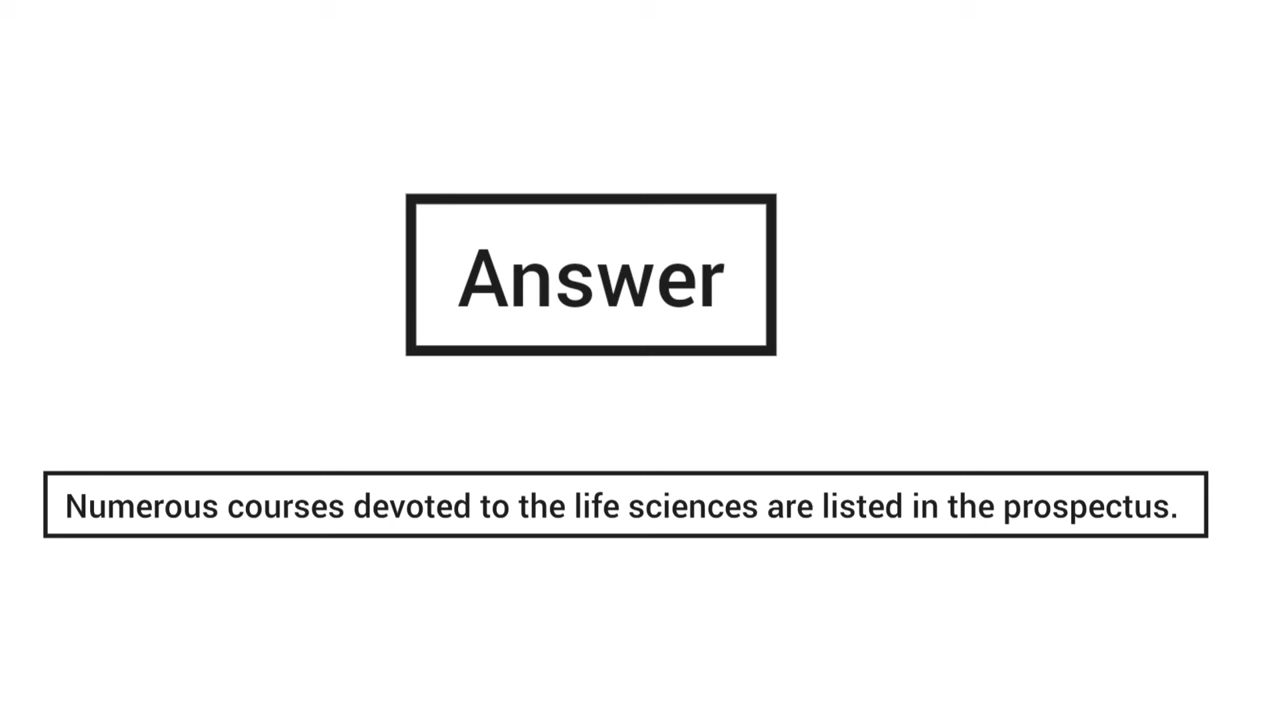 Answer
Numerous courses devoted to the life sciences are listed in the prospectus.